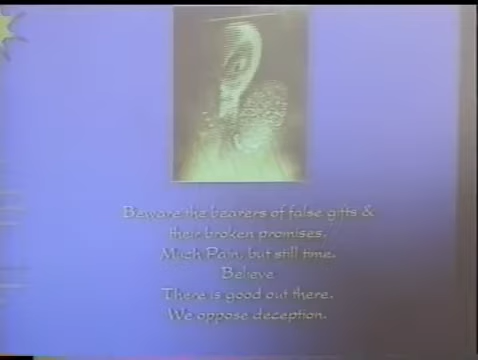 Beware the bearers of false gifts &
their broken promises.
Much Pain, but still time.
Believe
There is good out there.
We oppose deception.